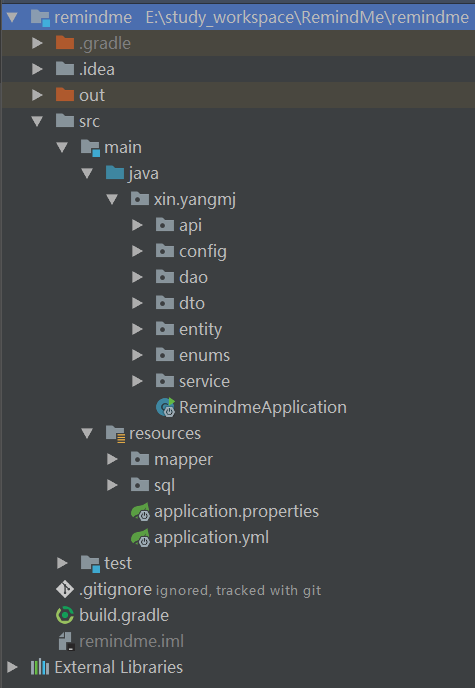 remindme E:\study_workspace\RemindMe\remindme
.gradle
.idea
out
src
main
java
xin.yangmj
api
config
dao
dto
entity
enums
service
RemindmeApplication
resources
mapper
sql
application.properties
application.yml
test
.gitignore ignored, tracked with git
build.gradle
remindme.iml
External Libraries